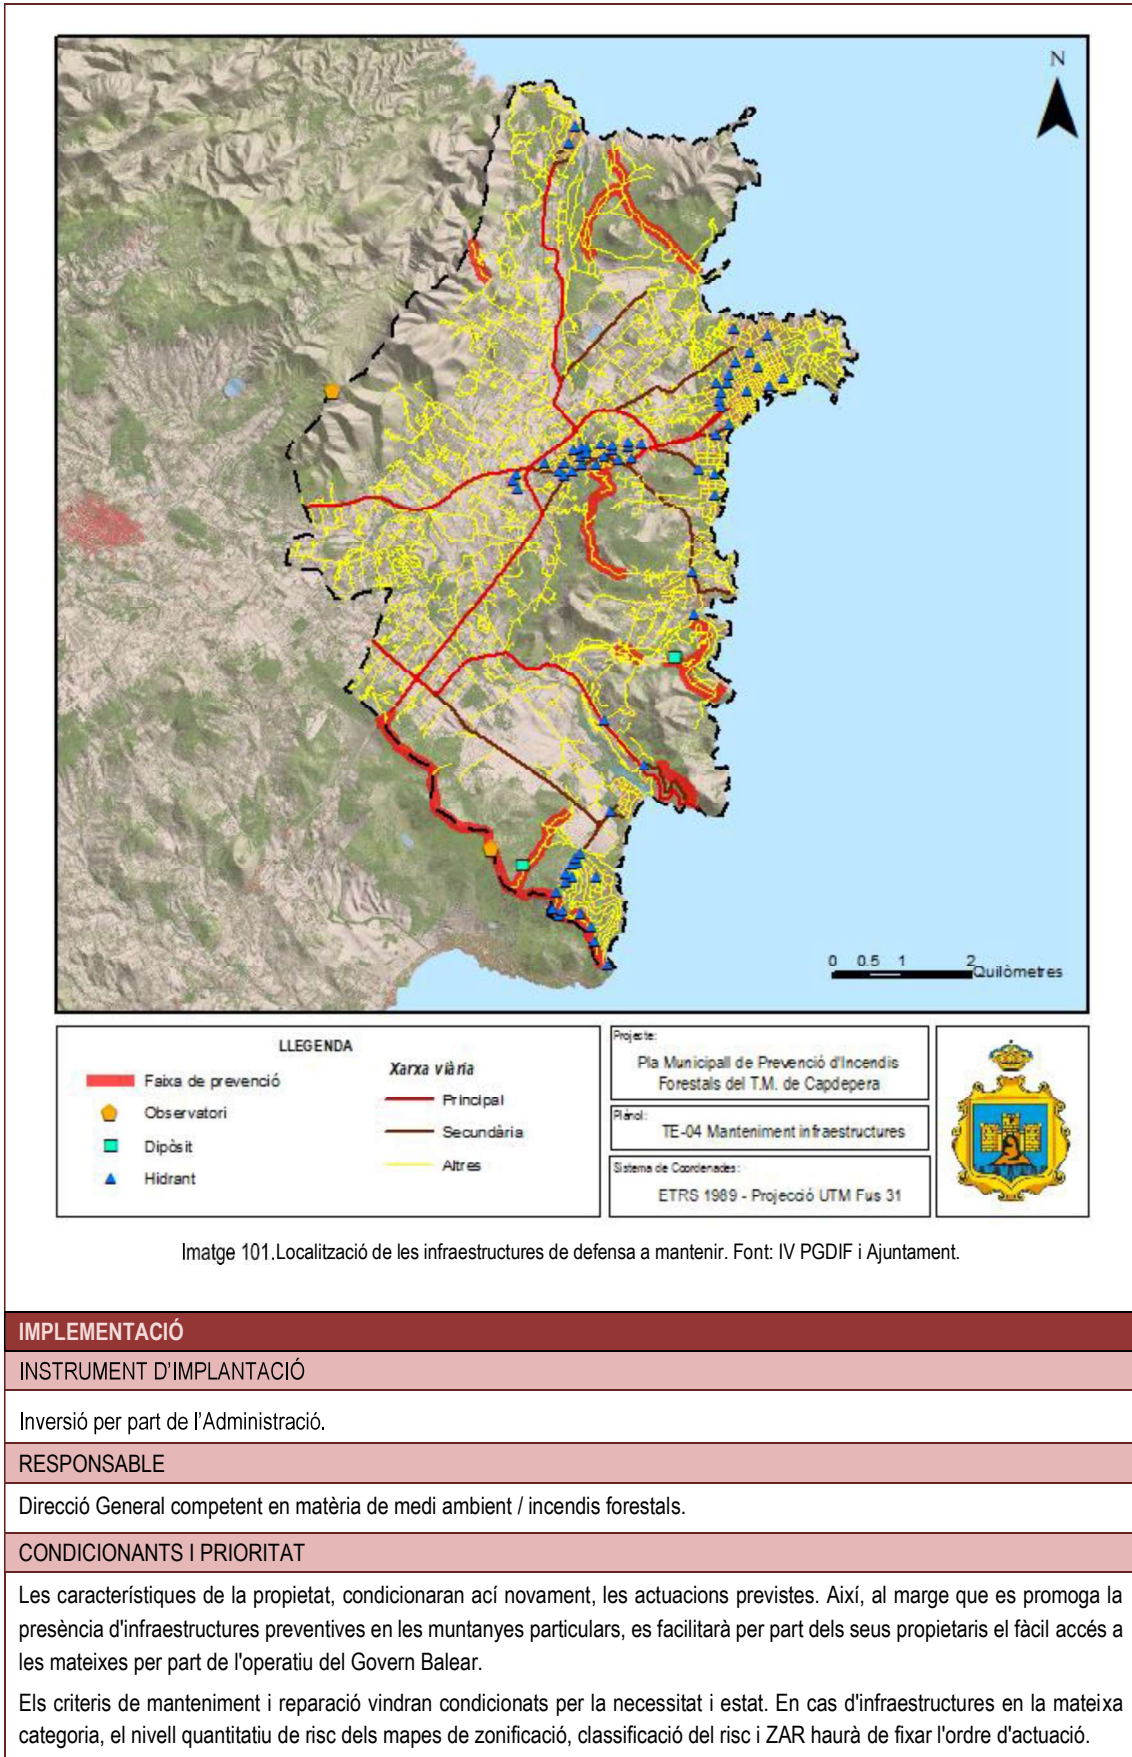 N
0 0.5 1 2
Quilòmetres
LLEGENDA
Faixa de prevenció
Observatori
Dipòsit
Hidrant
Xarxa viària
Principal
Secundària
Altres
Projecte:
Pla Municipall de Prevenció d'Incendis
Forestals del T.M. de Capdepera
Plànol:
TE-04 Manteniment infraestructures
Sistema de Coordenades:
ETRS 1989 - Projecció UTM Fus 31
Imatge 101.Localització de les infraestructures de defensa a mantenir. Font: IV PGDIF i Ajuntament.
IMPLEMENTACIÓ
INSTRUMENT D'IMPLANTACIÓ
Inversió per part de l'Administració.
RESPONSABLE
Direcció General competent en matèria de medi ambient / incendis forestals.
CONDICIONANTS I PRIORITAT
Les característiques de la propietat, condicionaran ací novament, les actuacions previstes. Així, al marge que es promoga la
presència d'infraestructures preventives en les muntanyes particulars, es facilitarà per part dels seus propietaris el fàcil accés a
les mateixes per part de l'operatiu del Govern Balear.
Els criteris de manteniment i reparació vindran condicionats per la necessitat i estat. En cas d'infraestructures en la mateixa
categoria, el nivell quantitatiu de risc dels mapes de zonificació, classificació del risc i ZAR haurà de fixar l'ordre d'actuació.